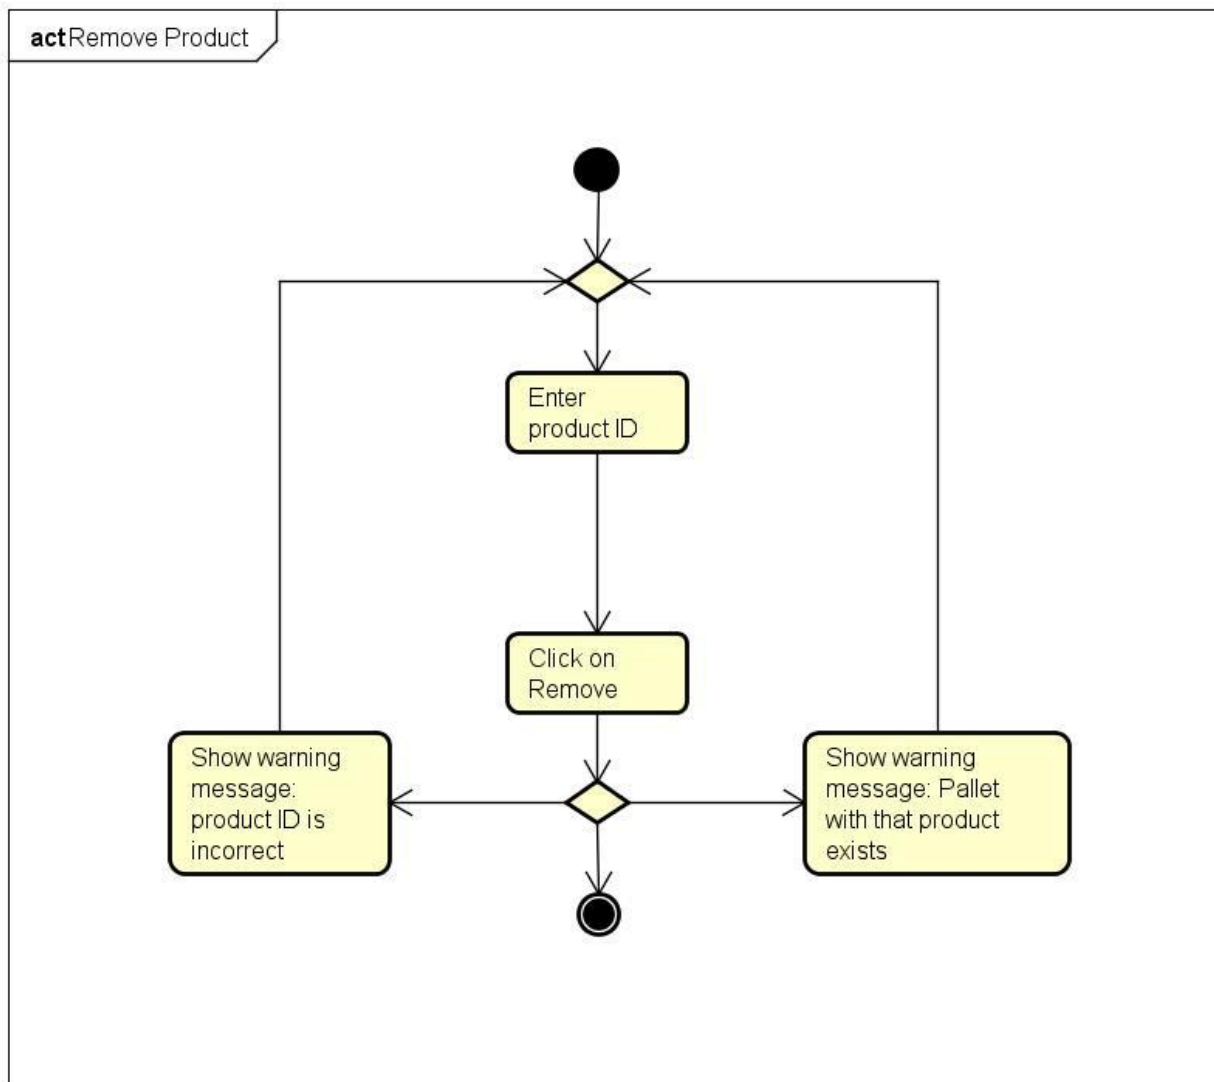 act Remove Product
Enter
product ID
Click on
Remove
Show warning
message:
product ID is
incorrect
Show warning
message: Pallet
with that product
exists